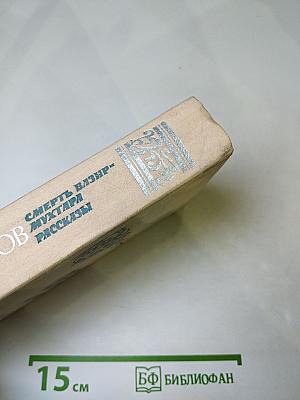 ОВ
СМЕРТЬ ВАЗИР-
МУХТАРА
РАССКАЗЫ
15 см
БФ БИБЛИОФАН